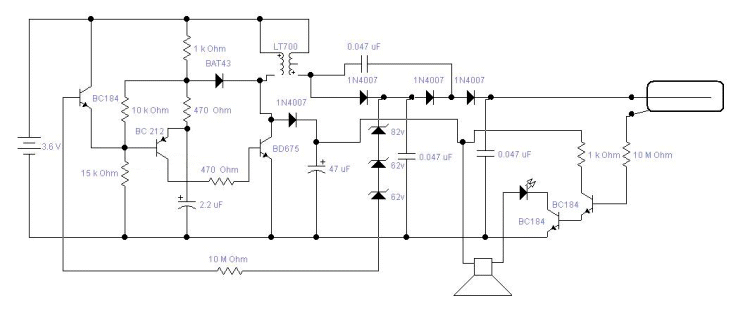 LT700
0.047 uF
1 k Ohm
BAT43
1N4007
1N4007
1N4007
BC184
10 k Ohm
470 Ohm
1N4007
BC 212
BD675
82v
3.6 V
0.047 uF
0.047 uF
1 k Ohm
10 M Ohm
15 k Ohm
470 Ohm
47 uF
62v
62v
2.2 uF
BC184
BC184
10 M Ohm